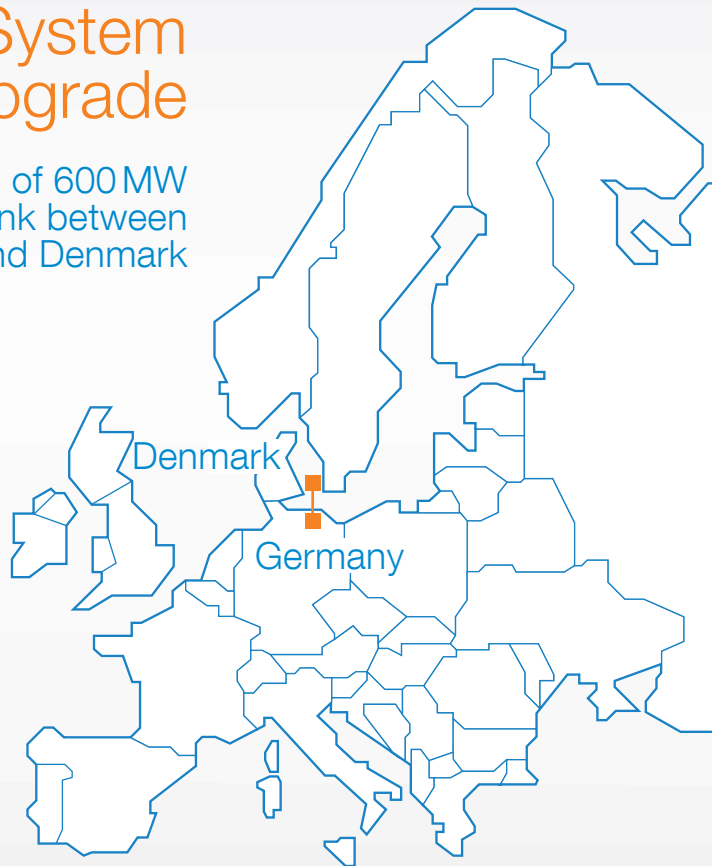 System
pgrade
of 600 MW
nk between
nd Denmark
Denmark
Germany